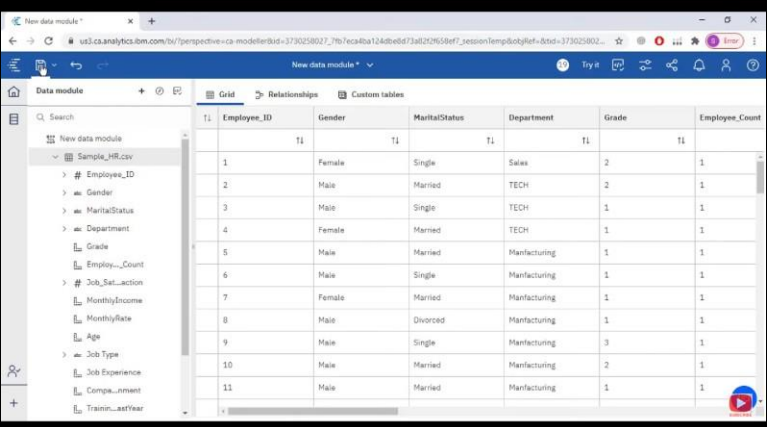 New data module *
us3.ca.analytics.ibm.com/bi/?perspective=ca-modeller&id=3730258027_7fb7eca4ba124dbe8d73a82f2f658ef7_sessionTemp&objRef=&tid=373025802...
Error
New data module *
19 Try it
Data module
Grid Relationships Custom tables
Search
New data module
Sample_HR.csv
# Employee_ID
abc Gender
abc MaritalStatus
abc Department
Grade
Employ..._Count
# Job_Sat...action
MonthlyIncome
MonthlyRate
Age
abc Job Type
Job Experience
Compa...nment
Trainin...astYear
Employee_ID Gender MaritalStatus Department Grade Employee_Count
1 Female Single Sales 2 1
2 Male Married TECH 2 1
3 Male Single TECH 1 1
4 Female Married TECH 1 1
5 Male Married Manfacturing 1 1
6 Male Single Manfacturing 1 1
7 Female Married Manfacturing 1 1
8 Male Divorced Manfacturing 1 1
9 Male Single Manfacturing 3 1
10 Male Married Manfacturing 2 1
11 Male Married Manfacturing 1 1
SUBSCRIBE